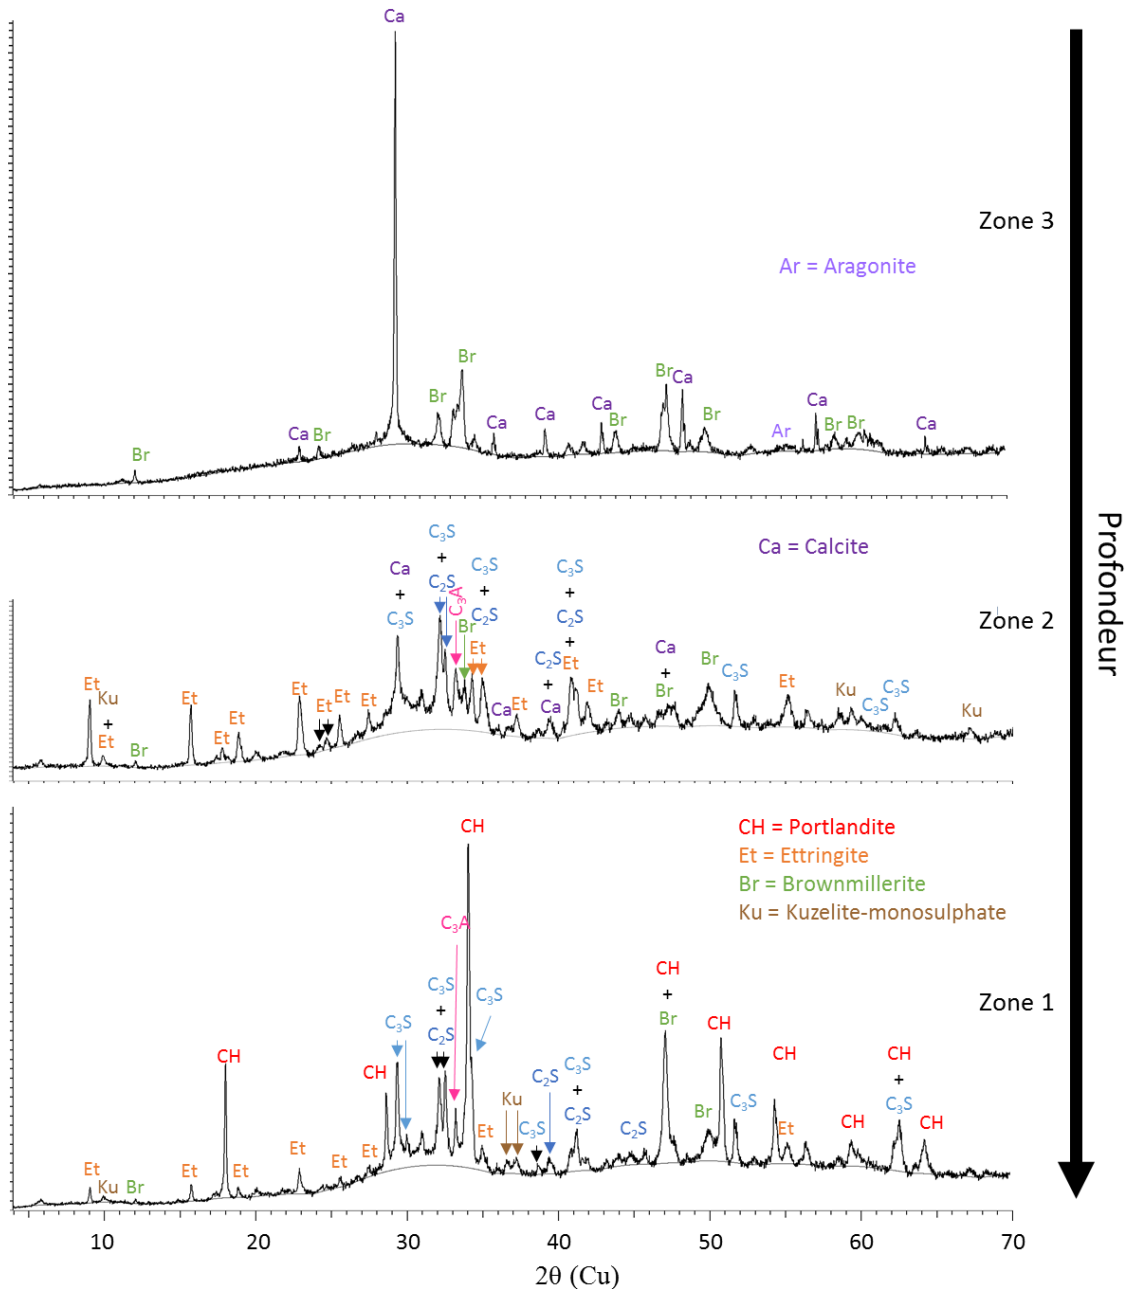 Ca
Zone 3
Ar = Aragonite
Br
Br
Br
Ca
Ca
Br
Ca
Ca
Ca
Br
Br
Ar
Ca
Br
Br
Ca
Br
Profondeur
Ca = Calcite
Zone 2
C₃S
+
C₂S
Ca
+
C₃S
C₃A
Br
C₃S
+
C₂S
Et
C₃S
+
C₂S
+
Et
C₂S
+
Ca
Ca
Et
Et
Ca
+
Br
Br
Br
C₃S
Et
Ku
C₃S
C₃S
Ku
Et
Ku
+
Et
Br
Et
Et
Et
Et
Et
Et
Et
CH = Portlandite
Et = Ettringite
Br = Brownmillerite
Ku = Kuzelite-monosulphate
Zone 1
CH
C₃A
C₃S
C₃S
+
C₂S
C₃S
CH
+
Br
CH
CH
CH
CH
CH
+
C₃S
CH
CH
C₃S
+
C₂S
C₂S
Ku
C₃S
C₂S
Br
C₃S
Et
Et
Ku
Br
Et
Et
Et
Et
Et
Et
10 20 30 40 50 60 70
2θ (Cu)